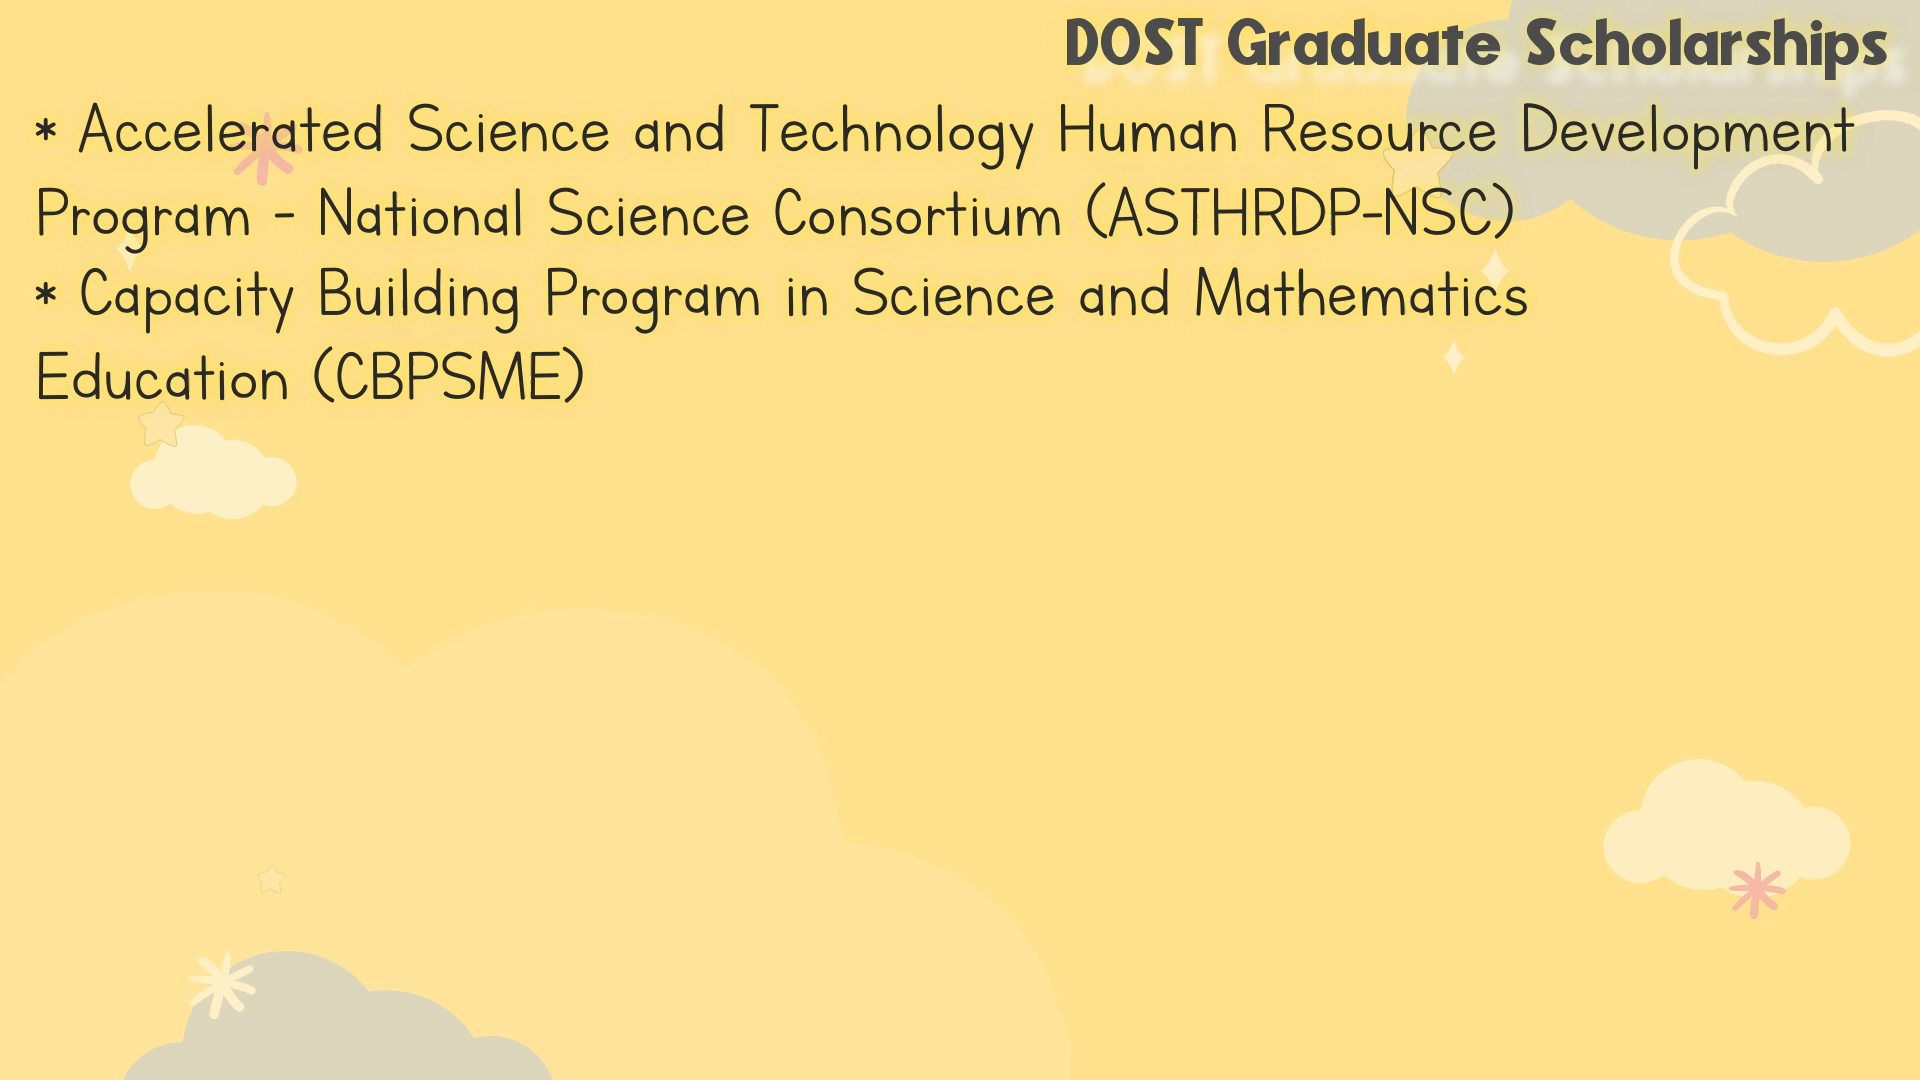 DOST Graduate Scholarships
* Accelerated Science and Technology Human Resource Development
Program - National Science Consortium (ASTHRDP-NSC)
* Capacity Building Program in Science and Mathematics
Education (CBPSME)